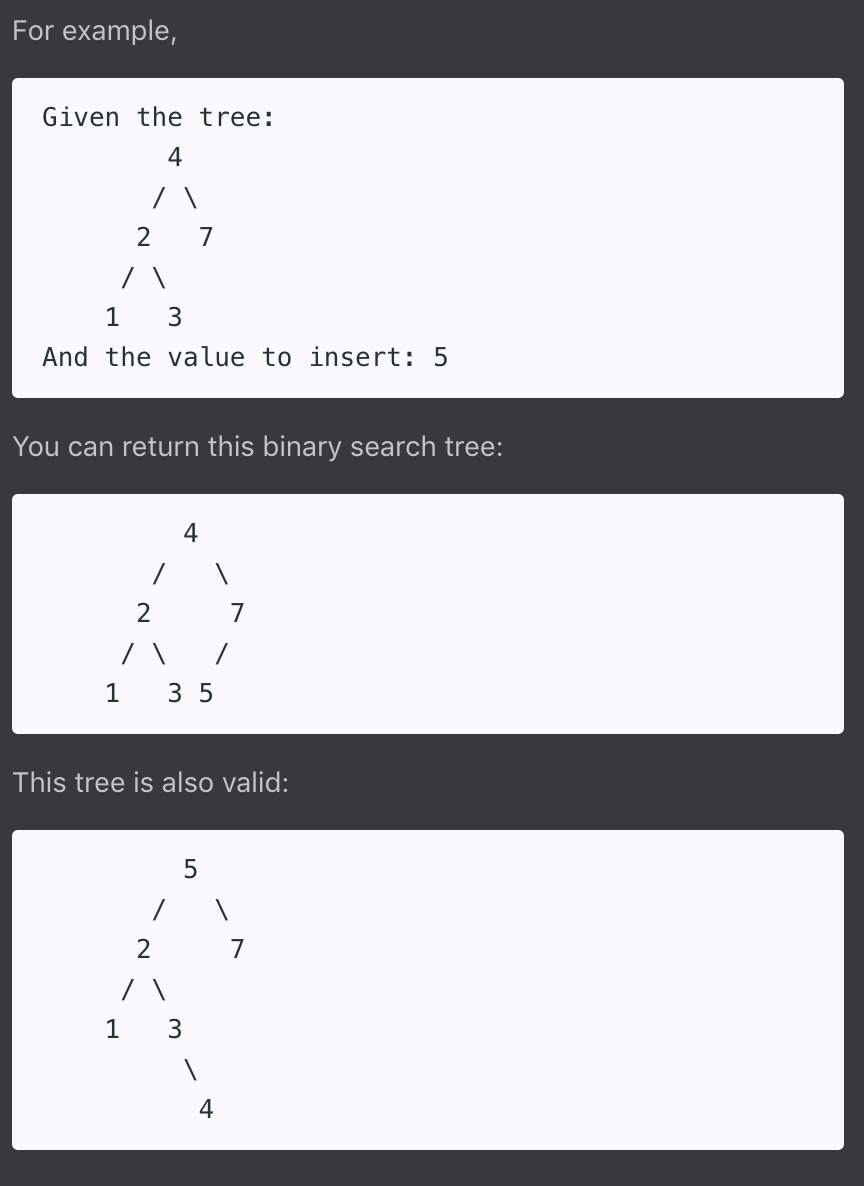 For example,
Given the tree:
        4
       / \
      2   7
     / \
    1   3
And the value to insert: 5
You can return this binary search tree:
         4
       /   \
      2     7
     / \   /
    1   3 5
This tree is also valid:
         5
       /   \
      2     7
     / \
    1   3
         \
          4